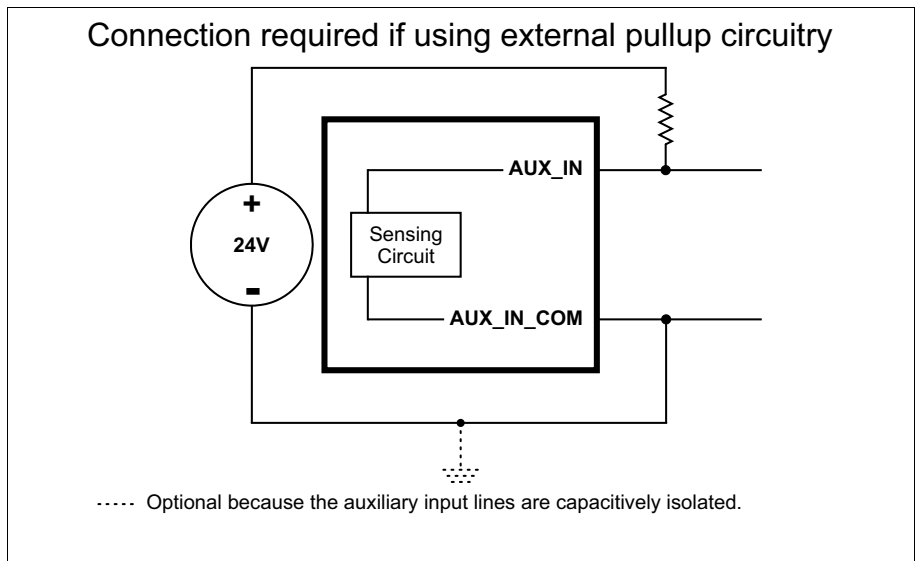 Connection required if using external pullup circuitry
AUX_IN
+
24V
-
Sensing
Circuit
AUX_IN_COM
Optional because the auxiliary input lines are capacitively isolated.